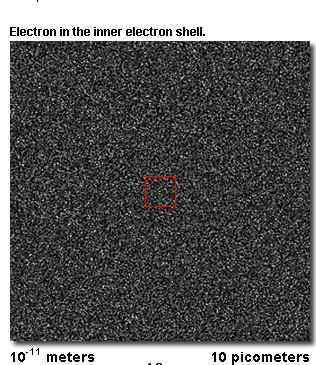 Electron in the inner electron shell.
10⁻¹¹ meters 10 picometers